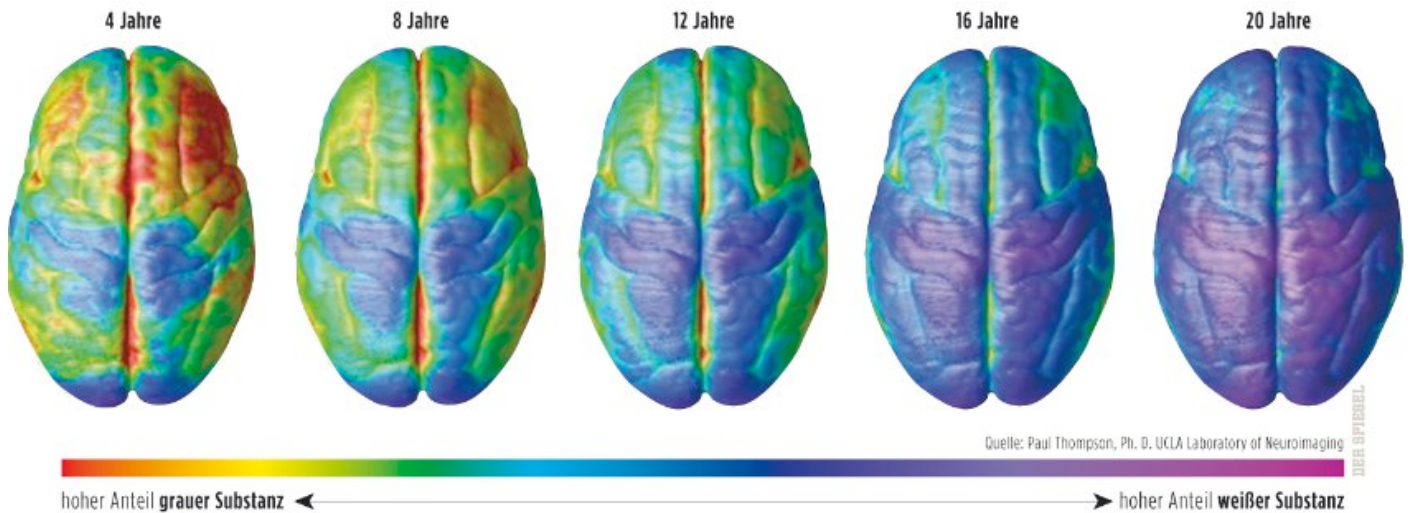 4 Jahre
8 Jahre
12 Jahre
16 Jahre
20 Jahre
Quelle: Paul Thompson, Ph. D. UCLA Laboratory of Neuroimaging
DER SPIEGEL
hoher Anteil grauer Substanz
hoher Anteil weißer Substanz